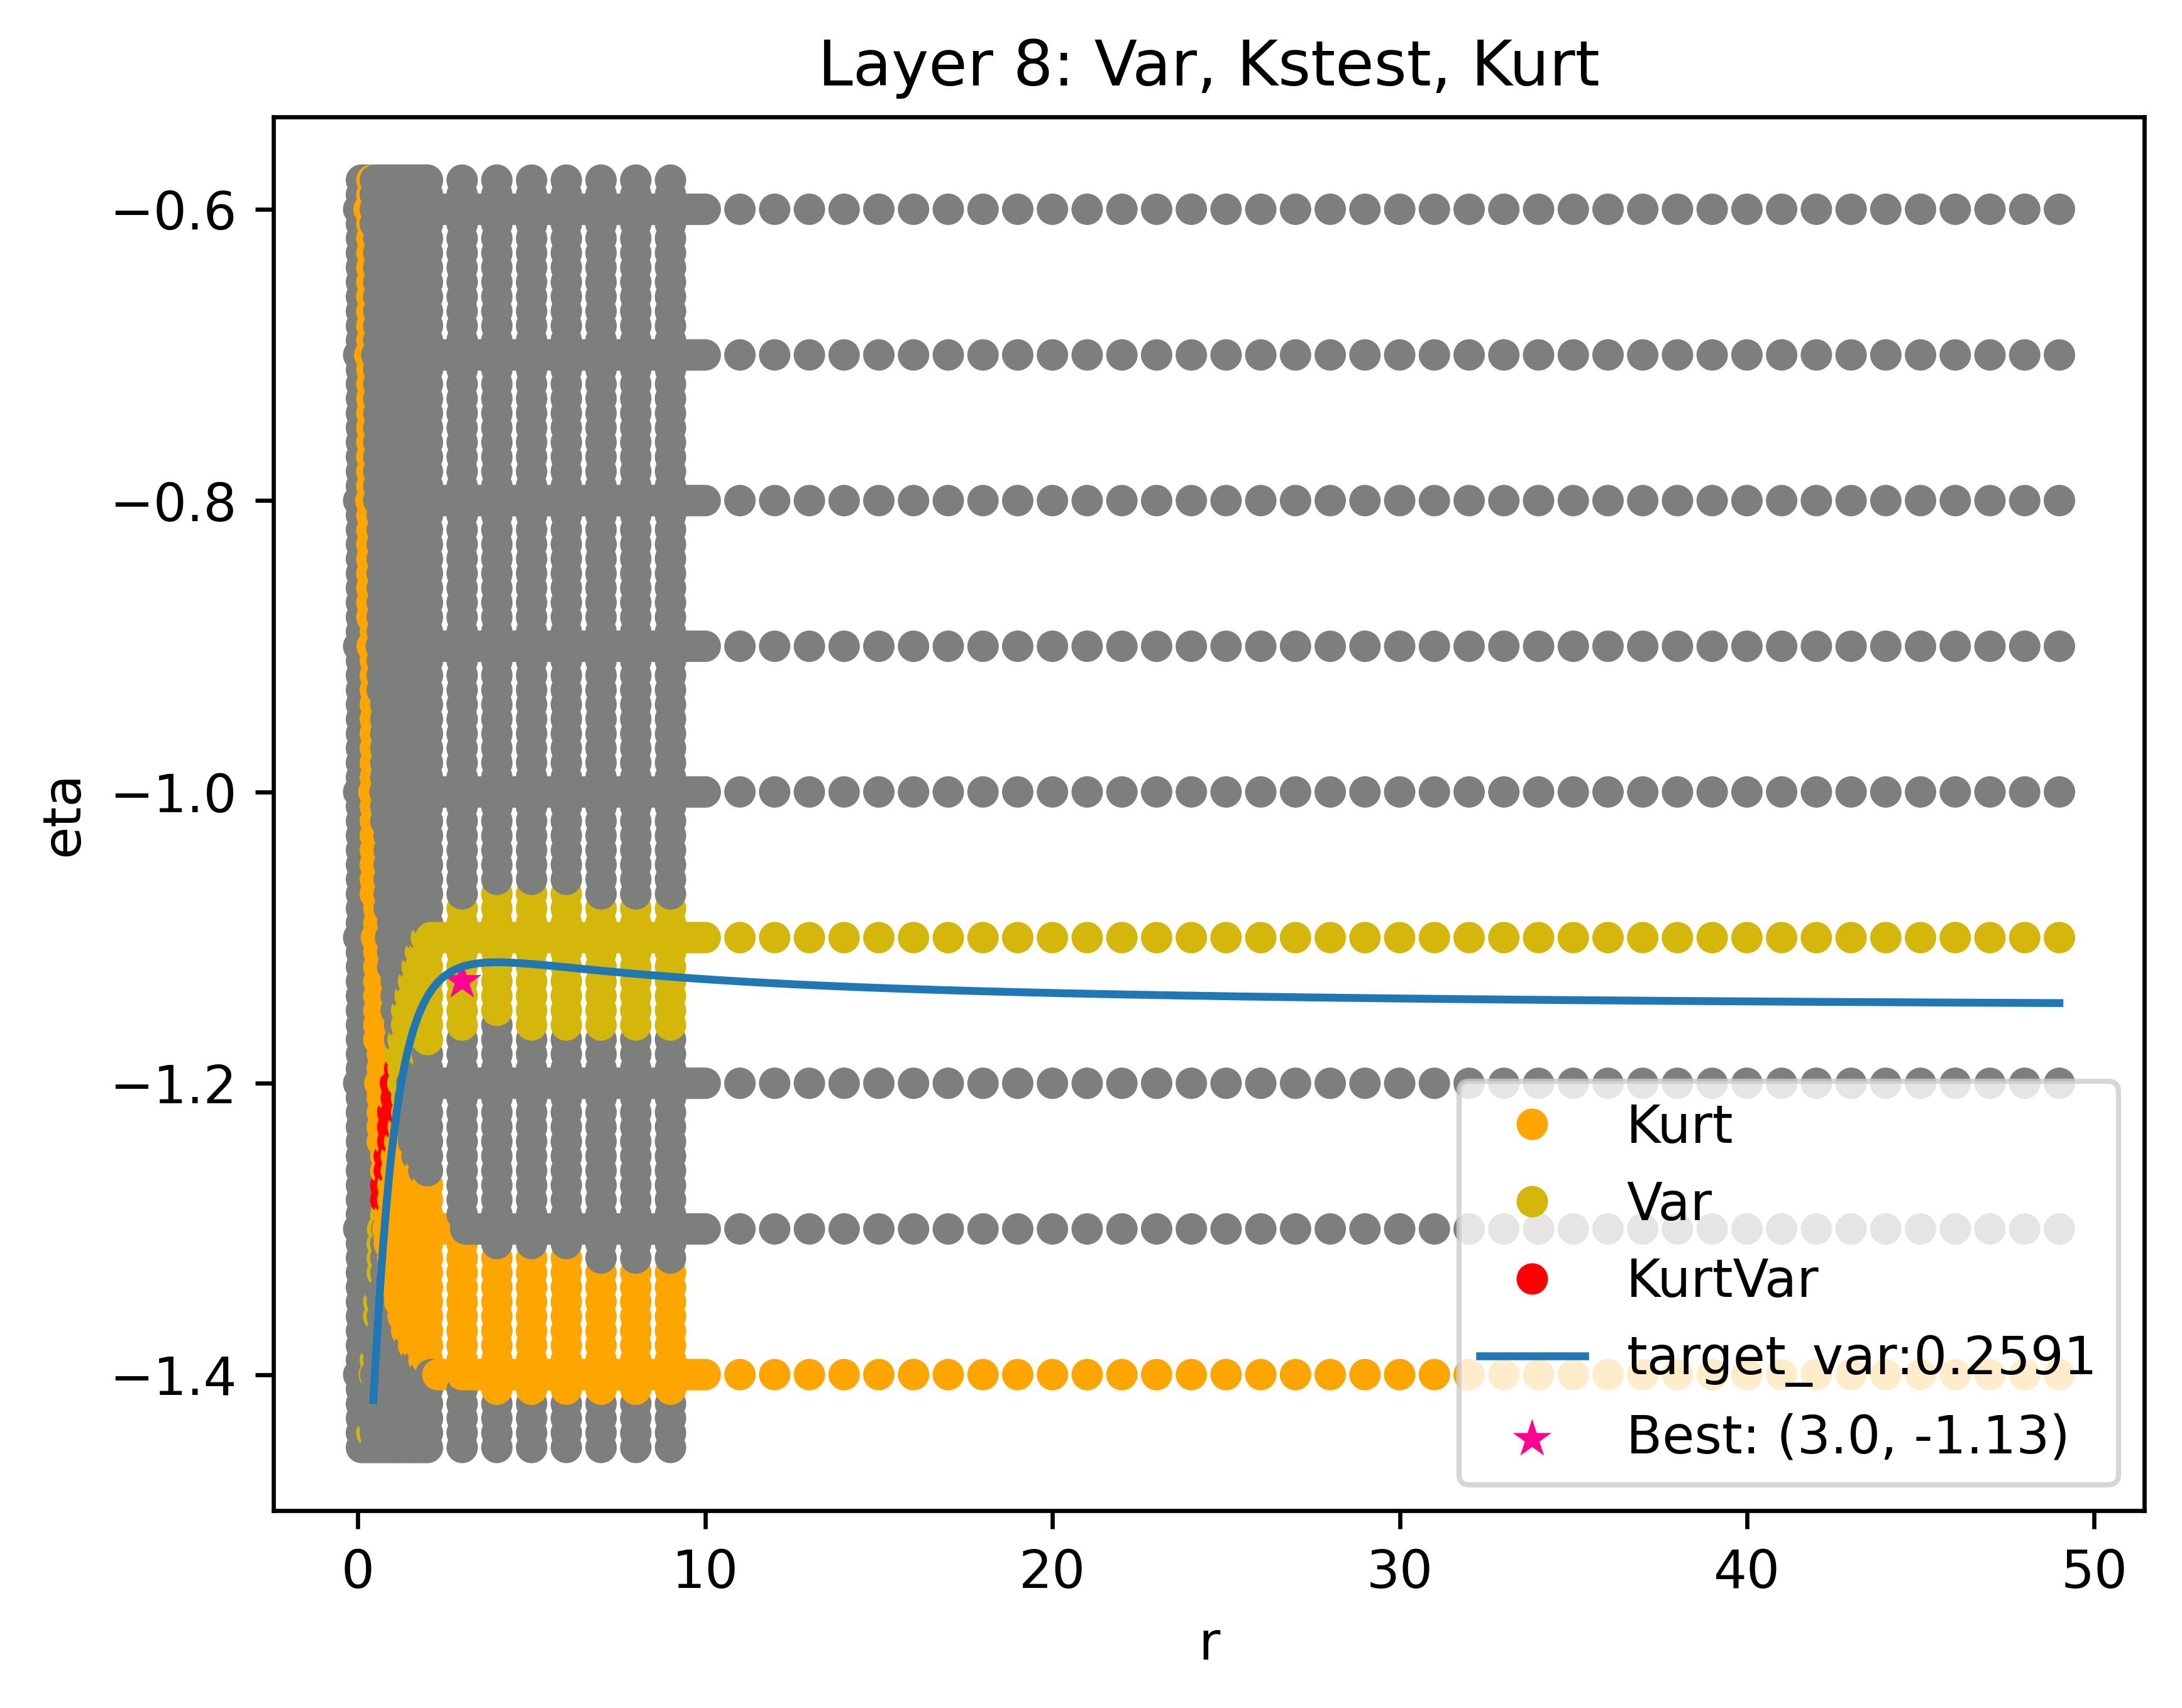 Layer 8: Var, Kstest, Kurt
eta
−0.6
−0.8
−1.0
−1.2
−1.4
Kurt
Var
KurtVar
target_var:0.2591
Best: (3.0, -1.13)
0 10 20 30 40 50
r